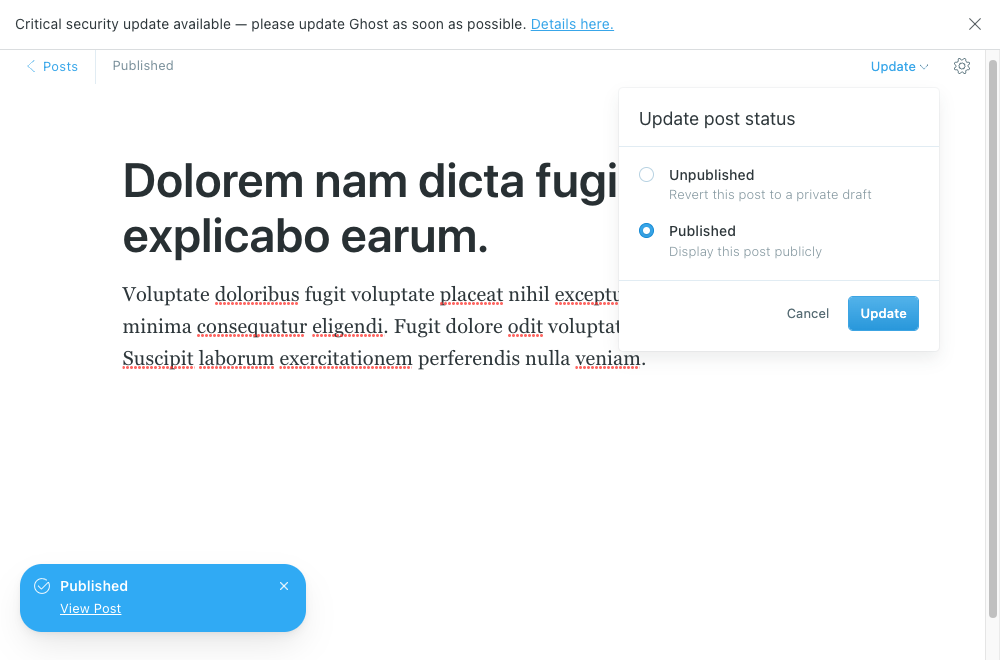 Critical security update available — please update Ghost as soon as possible. Details here.
Posts
Published
Update
Update post status
Unpublished
Revert this post to a private draft
Published
Display this post publicly
Cancel
Update
Dolorem nam dicta fugi
explicabo earum.
Voluptate doloribus fugit voluptate placeat nihil exceptu
minima consequatur eligendi. Fugit dolore odit voluptat
Suscipit laborum exercitationem perferendis nulla veniam.
Published
View Post